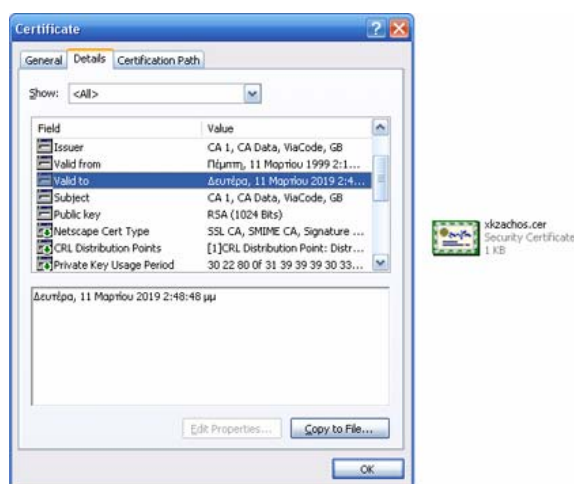 Certificate
General Details Certification Path
Show: <All>
Field Value
Issuer CA 1, CA Data, ViaCode, GB
Valid from Πέμπτη, 11 Μαρτίου 1999 2:1...
Valid to Δευτέρα, 11 Μαρτίου 2019 2:4...
Subject CA 1, CA Data, ViaCode, GB
Public key RSA (1024 Bits)
Netscape Cert Type SSL CA, SMIME CA, Signature ...
CRL Distribution Points [1]CRL Distribution Point: Distr...
Private Key Usage Period 30 22 80 0f 31 39 39 39 30 33...
Δευτέρα, 11 Μαρτίου 2019 2:48:48 μμ
Edit Properties... Copy to File...
OK
xkzachos.cer
Security Certificate
1 KB